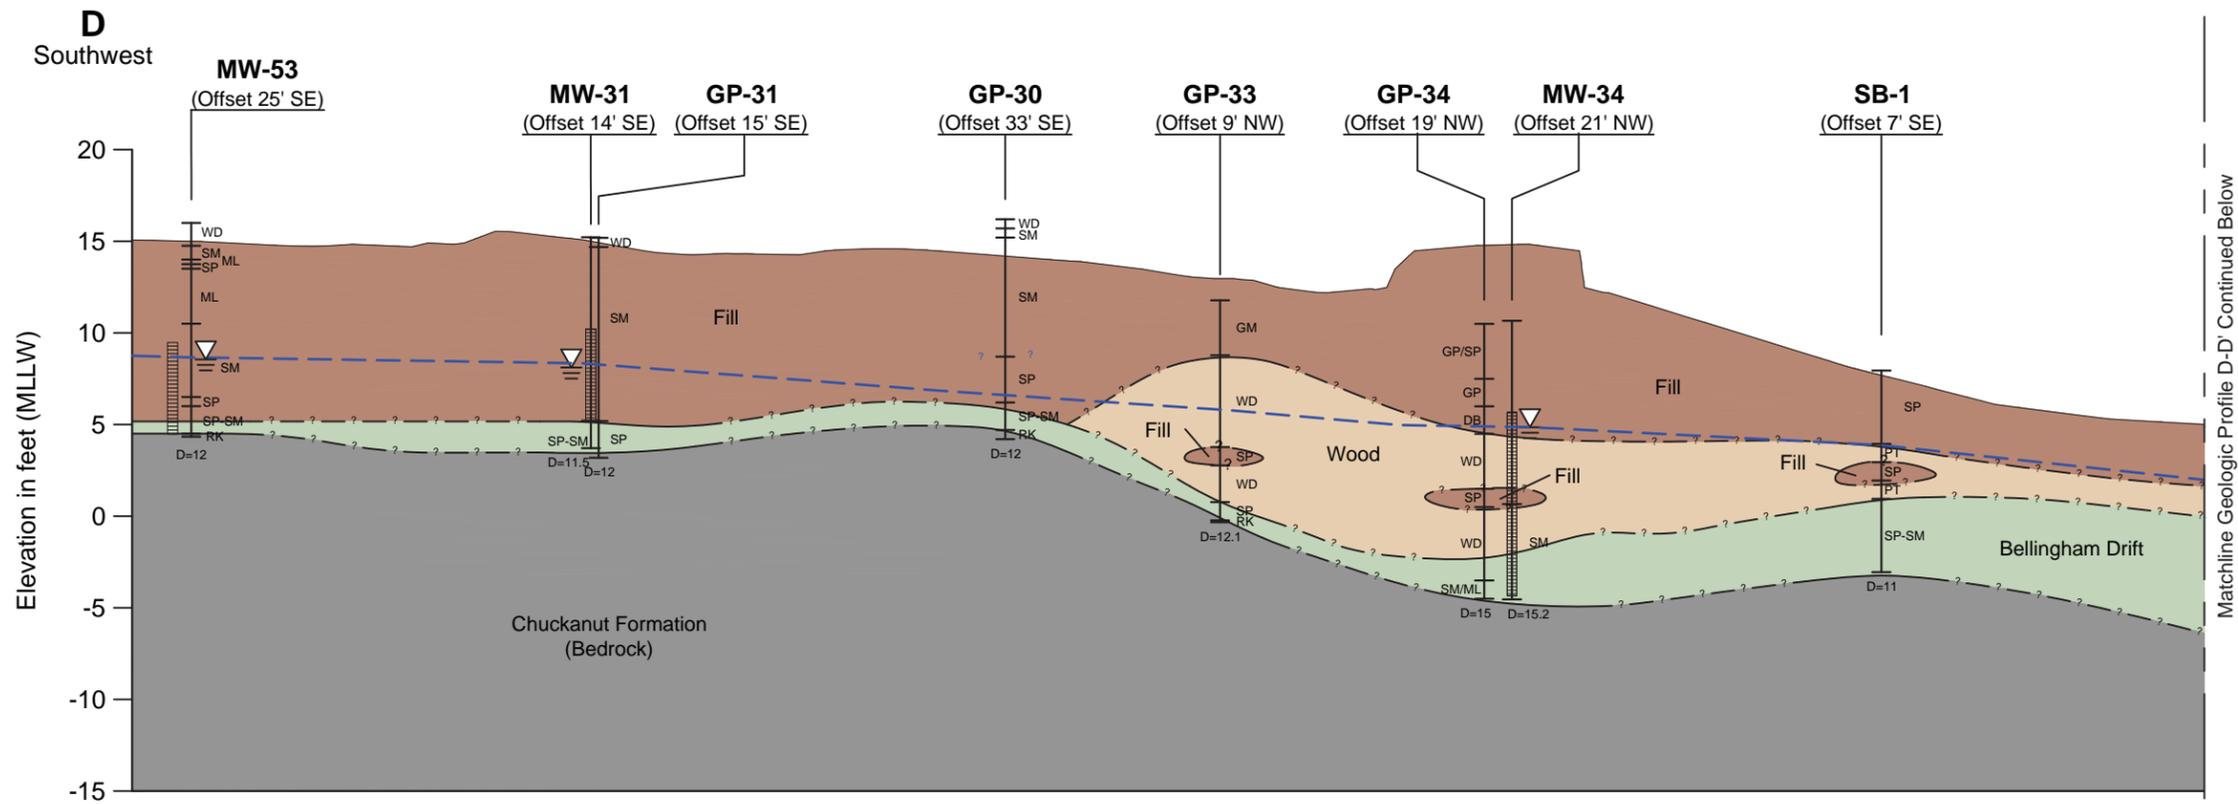 D
Southwest
MW-53
(Offset 25' SE)
MW-31
(Offset 14' SE)
GP-31
(Offset 15' SE)
GP-30
(Offset 33' SE)
GP-33
(Offset 9' NW)
GP-34
(Offset 19' NW)
MW-34
(Offset 21' NW)
SB-1
(Offset 7' SE)
Elevation in feet (MLLW)
20
15
10
5
0
-5
-10
-15
WD
SM
ML
SP
ML
SM
SP
SP-SM
RK
D=12
WD
SM
SP-SM
SP
D=11.5
D=12
Fill
WD
SM
SM
? ?
SP
SP-SM
RK
D=12
GM
WD
Fill
?
SP
?
WD
SP
RK
D=12.1
Wood
GP/SP
GP
DB
WD
SP
WD
SM/ML
D=15
Fill
SM
D=15.2
Fill
SP
PT
?
SP
PT
SP-SM
D=11
Fill
Bellingham Drift
Chuckanut Formation
(Bedrock)
Matchline Geologic Profile D-D' Continued Below